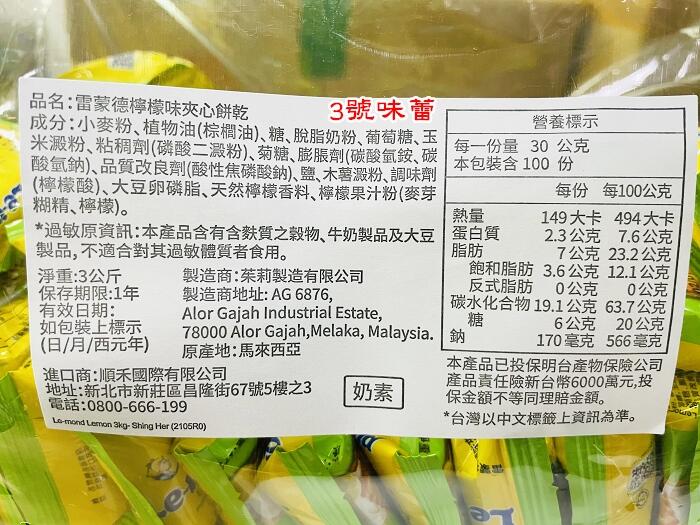 3號味蕾
品名:雷蒙德檸檬味夾心餅乾
成分:小麥粉、植物油(棕櫚油)、糖、脫脂奶粉、葡萄糖、玉
米澱粉、粘稠劑(磷酸二澱粉)、菊糖、膨脹劑(碳酸氫銨、碳
酸氫鈉)、品質改良劑(酸性焦磷酸鈉)、鹽、木薯澱粉、調味劑
(檸檬酸)、大豆卵磷脂、天然檸檬香料、檸檬果汁粉(麥芽
糊精、檸檬)。
*過敏原資訊:本產品含有含麩質之穀物、牛奶製品及大豆
製品,不適合對其過敏體質者食用。
淨重:3公斤
保存期限:1年
有效日期:
如包裝上標示
(日/月/西元年)
製造商:茱莉製造有限公司
製造商地址: AG 6876,
Alor Gajah Industrial Estate,
78000 Alor Gajah,Melaka, Malaysia.
原產地:馬來西亞
進口商:順禾國際有限公司
地址:新北市新莊區昌隆街67號5樓之3
電話:0800-666-199
奶素
Le-mond Lemon 3kg- Shing Her (2105R0)
營養標示
每一份量 30 公克
本包裝含 100 份
每份 每100公克
熱量 149大卡 494大卡
蛋白質 2.3公克 7.6公克
脂肪 7公克 23.2公克
飽和脂肪 3.6公克 12.1公克
反式脂肪 0公克 0公克
碳水化合物 19.1公克 63.7公克
糖 6公克 20公克
鈉 170毫克 566毫克
本產品已投保明台產物保險公司
產品責任險新台幣6000萬元,投
保金額不等同理賠金額。
*台灣以中文標籤上資訊為準。